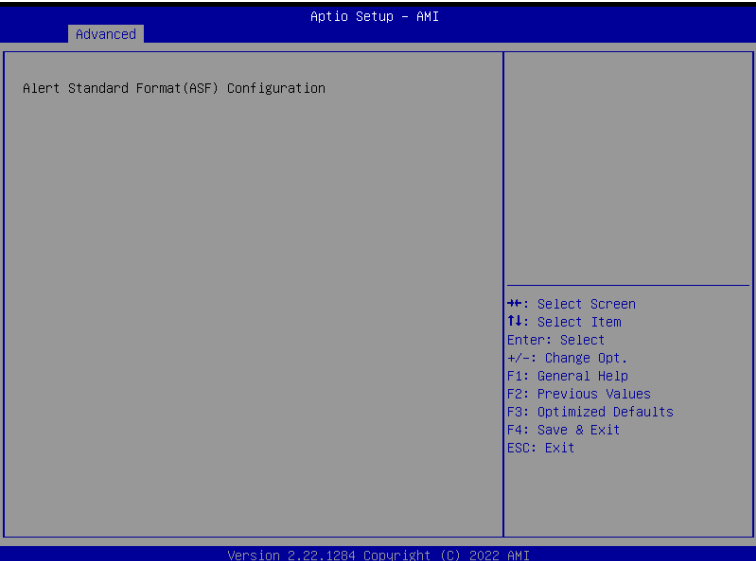 Aptio Setup – AMI
Advanced
Alert Standard Format(ASF) Configuration
→←: Select Screen
↑↓: Select Item
Enter: Select
+/-: Change Opt.
F1: General Help
F2: Previous Values
F3: Optimized Defaults
F4: Save & Exit
ESC: Exit
Version 2.22.1284 Copyright (C) 2022 AMI